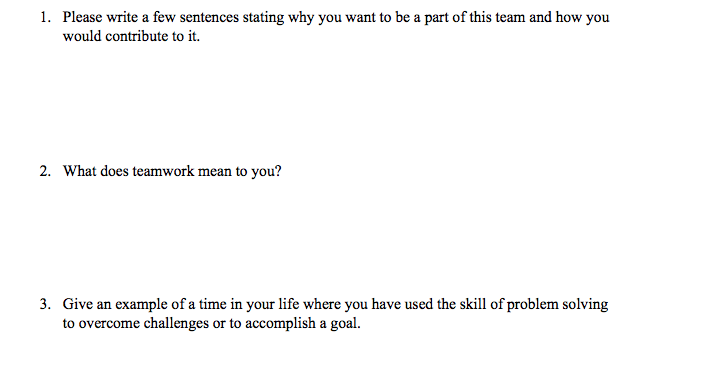 1. Please write a few sentences stating why you want to be a part of this team and how you
would contribute to it.
2. What does teamwork mean to you?
3. Give an example of a time in your life where you have used the skill of problem solving
to overcome challenges or to accomplish a goal.